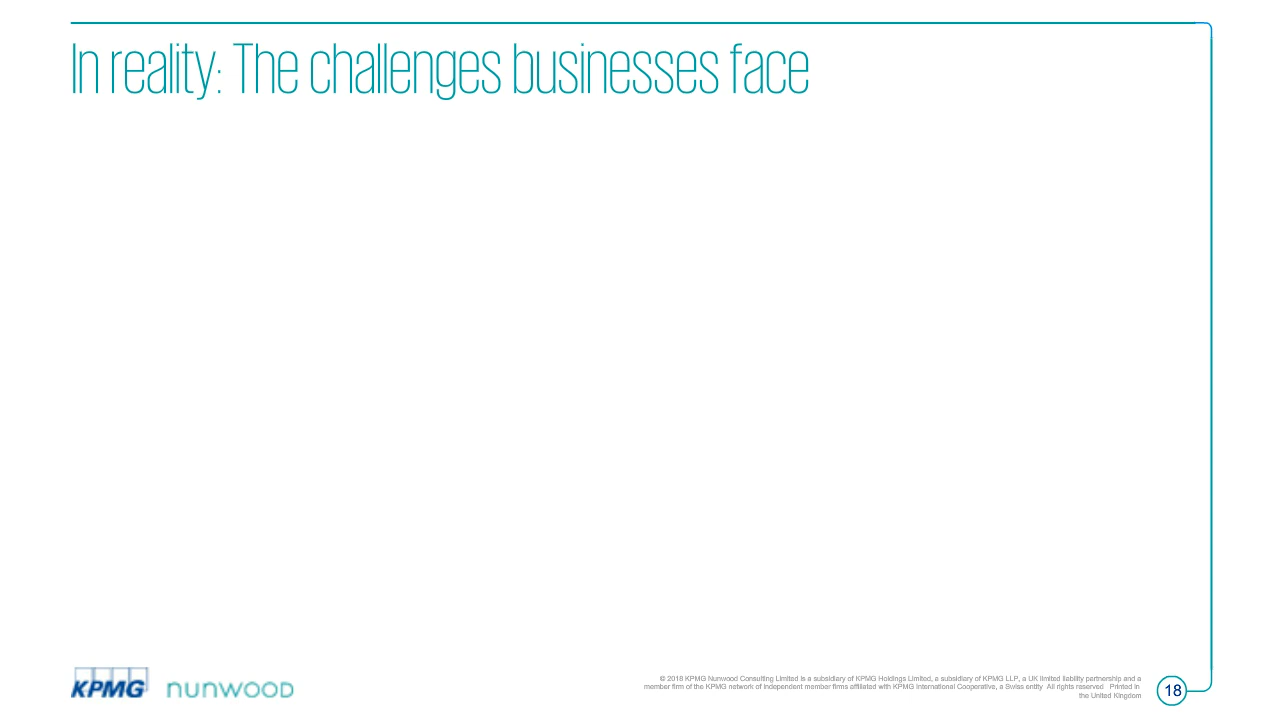 In reality: The challenges businesses face
KPMG nunwood
© 2018 KPMG Nunwood Consulting Limited is a subsidiary of KPMG Holdings Limited, a subsidiary of KPMG LLP, a UK limited liability partnership and a
member firm of the KPMG network of independent member firms affiliated with KPMG International Cooperative, a Swiss entity All rights reserved Printed in
the United Kingdom
18